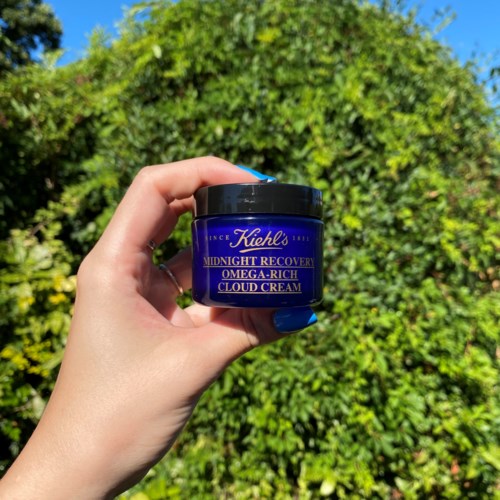 SINCE Kiehl's 1851
MIDNIGHT RECOVERY
OMEGA-RICH
CLOUD CREAM